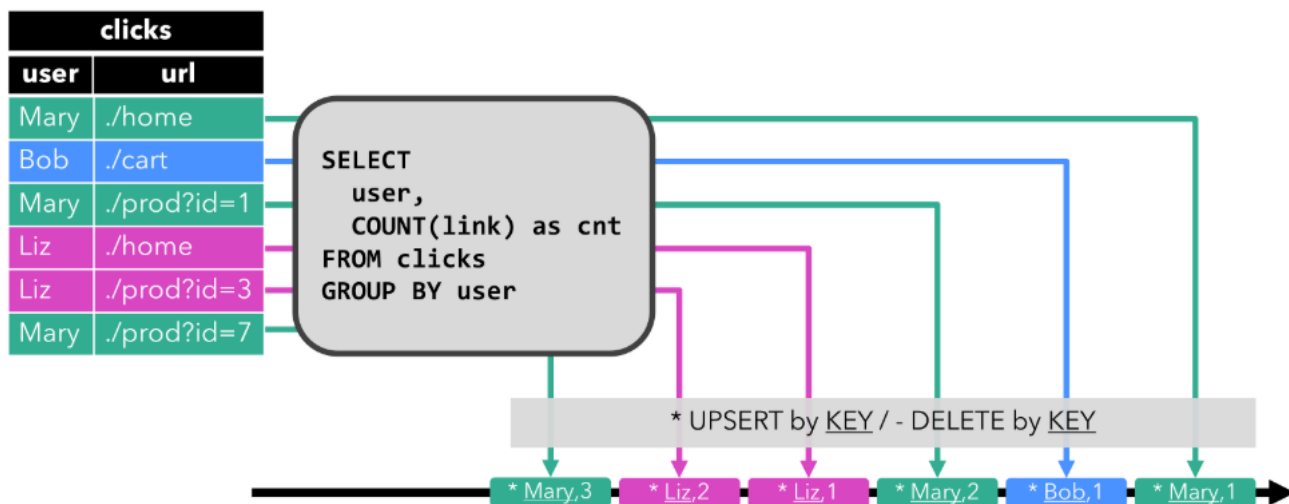 clicks
user url
Mary ./home
Bob ./cart
Mary ./prod?id=1
Liz ./home
Liz ./prod?id=3
Mary ./prod?id=7
SELECT
user,
COUNT(link) as cnt
FROM clicks
GROUP BY user
* UPSERT by KEY / - DELETE by KEY
* Mary,3 * Liz,2 * Liz,1 * Mary,2 * Bob,1 * Mary,1